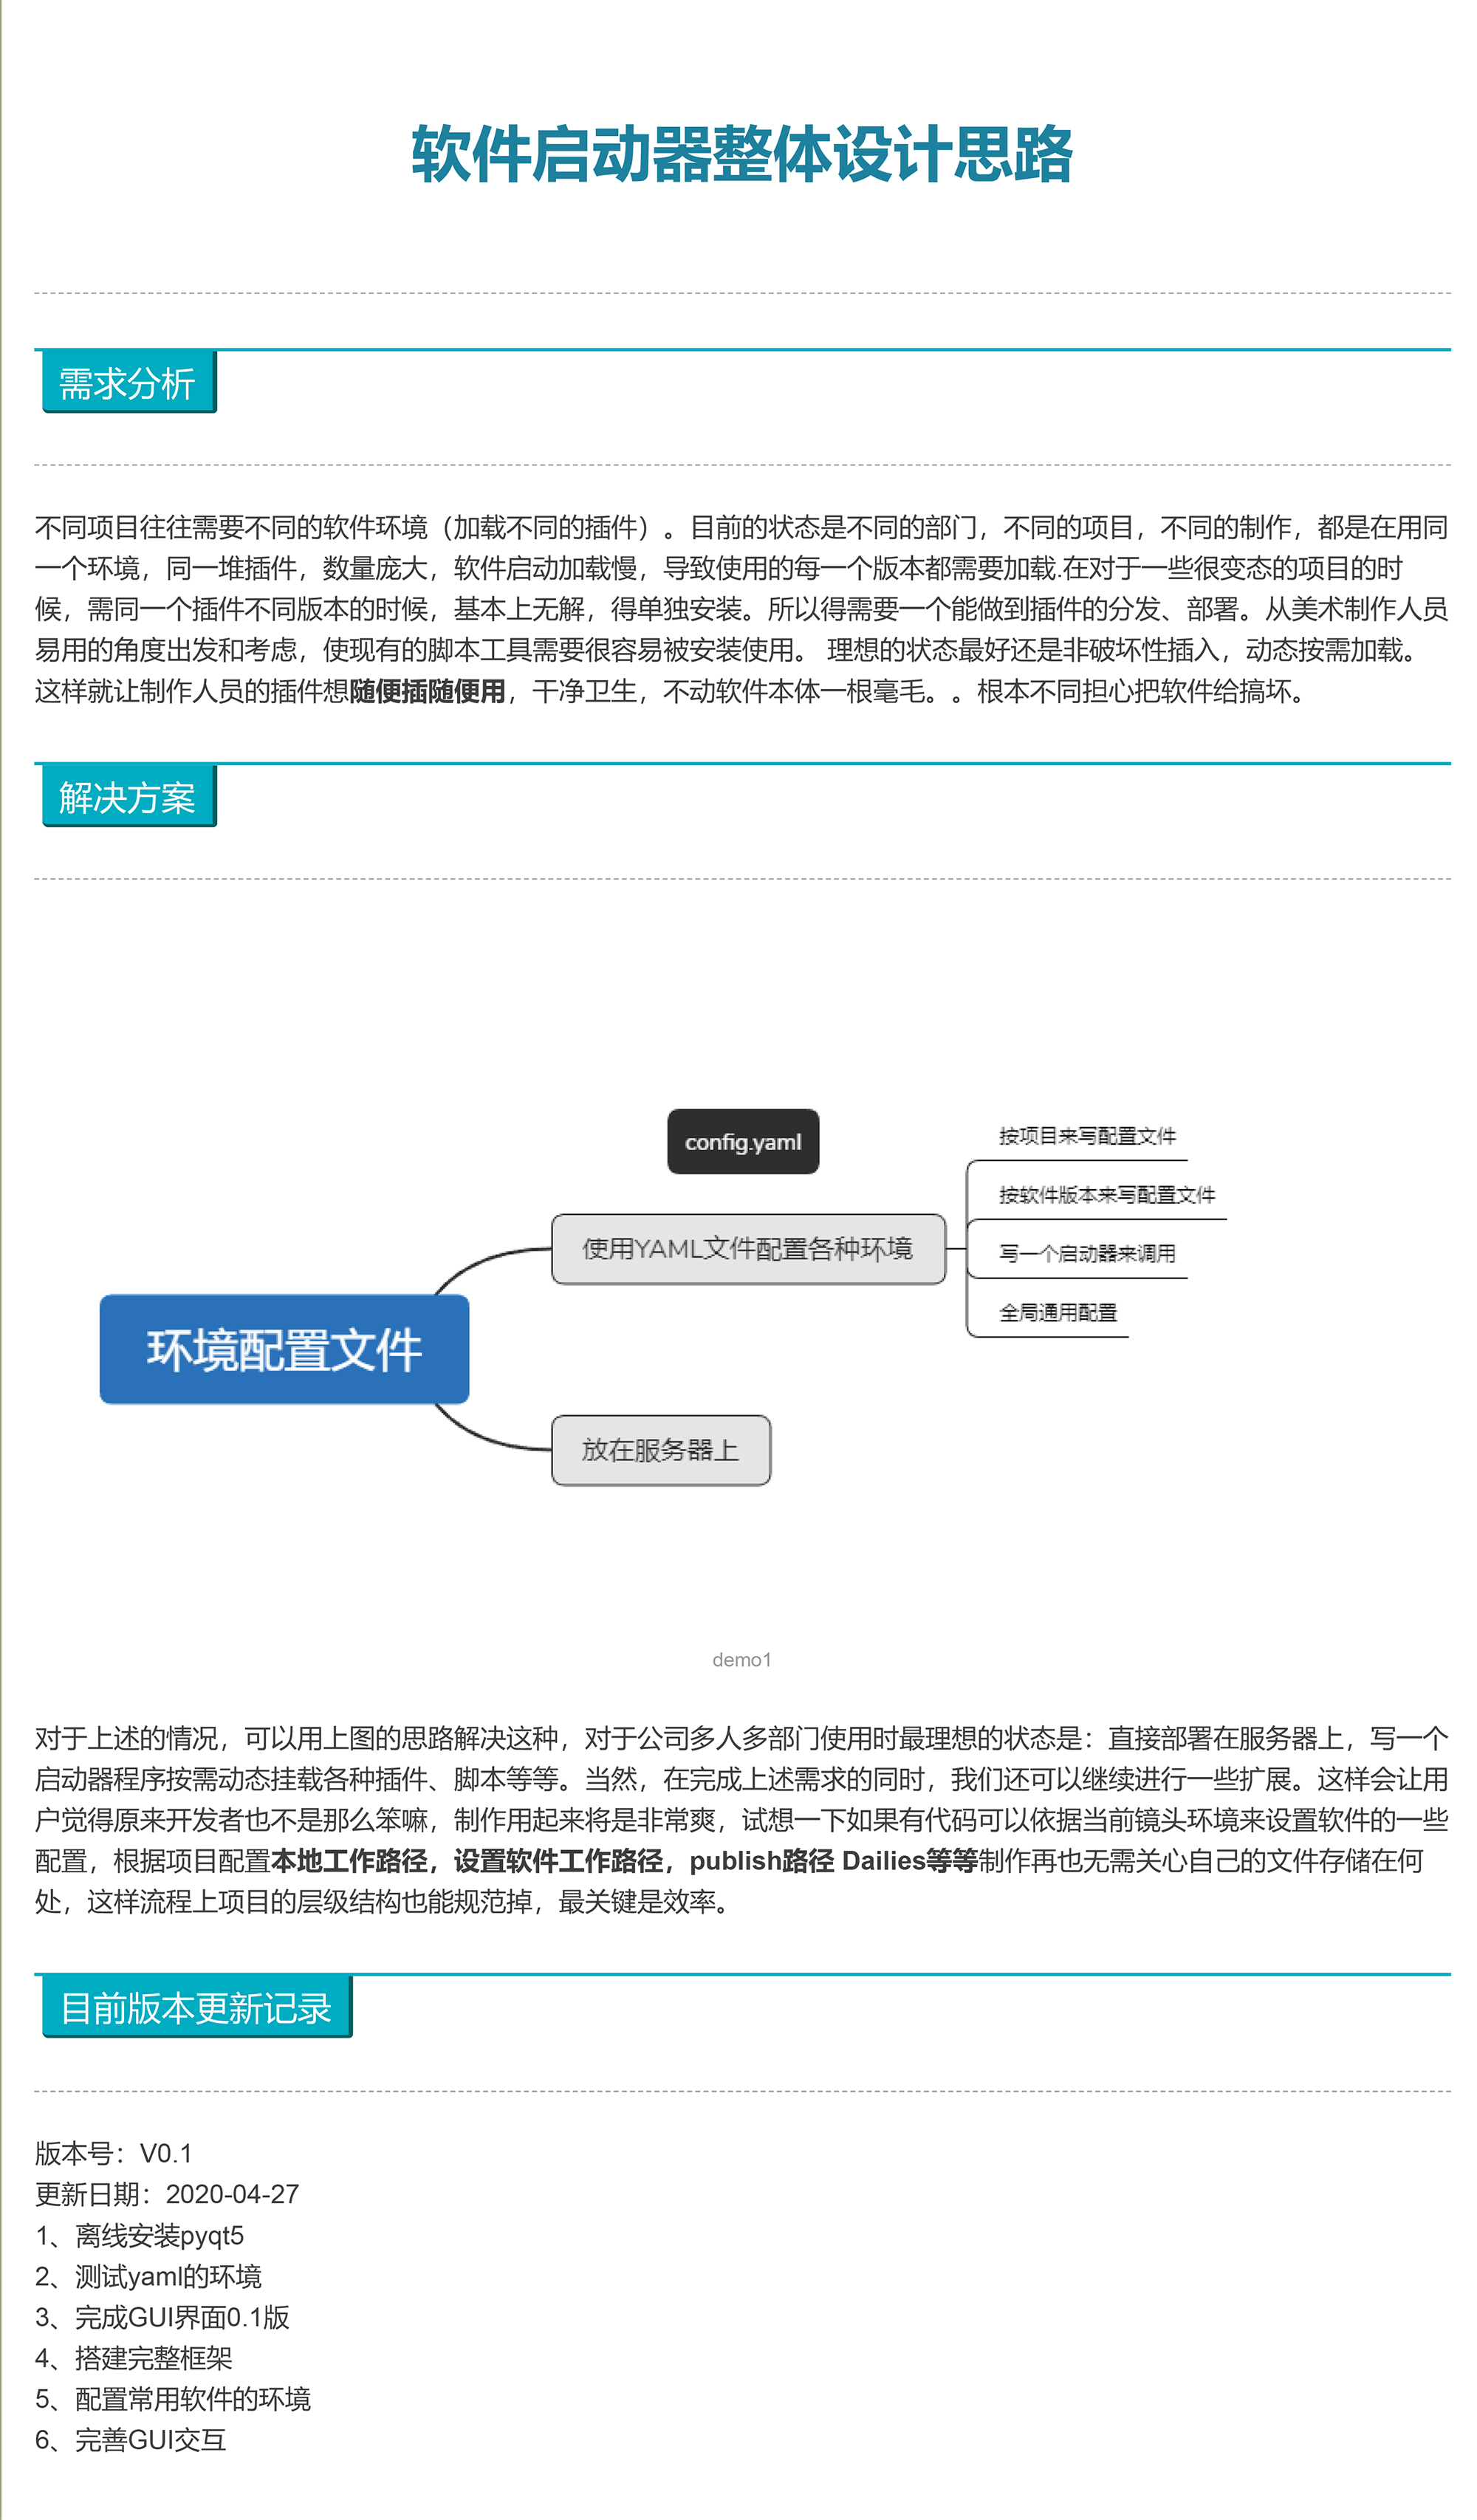 软件启动器整体设计思路
需求分析
不同项目往往需要不同的软件环境（加载不同的插件）。目前的状态是不同的部门，不同的项目，不同的制作，都是在用同
一个环境，同一堆插件，数量庞大，软件启动加载慢，导致使用的每一个版本都需要加载.在对于一些很变态的项目的时
候，需同一个插件不同版本的时候，基本上无解，得单独安装。所以得需要一个能做到插件的分发、部署。从美术制作人员
易用的角度出发和考虑，使现有的脚本工具需要很容易被安装使用。 理想的状态最好还是非破坏性插入，动态按需加载。
这样就让制作人员的插件想随便插随便用，干净卫生，不动软件本体一根毫毛。。根本不同担心把软件给搞坏。
解决方案
config.yaml
按项目来写配置文件
按软件版本来写配置文件
使用YAML文件配置各种环境
写一个启动器来调用
全局通用配置
环境配置文件
放在服务器上
demo1
对于上述的情况，可以用上图的思路解决这种，对于公司多人多部门使用时最理想的状态是：直接部署在服务器上，写一个
启动器程序按需动态挂载各种插件、脚本等等。当然，在完成上述需求的同时，我们还可以继续进行一些扩展。这样会让用
户觉得原来开发者也不是那么笨嘛，制作用起来将是非常爽，试想一下如果有代码可以依据当前镜头环境来设置软件的一些
配置，根据项目配置本地工作路径，设置软件工作路径，publish路径 Dailies等等制作再也无需关心自己的文件存储在何
处，这样流程上项目的层级结构也能规范掉，最关键是效率。
目前版本更新记录
版本号：V0.1
更新日期：2020-04-27
1、离线安装pyqt5
2、测试yaml的环境
3、完成GUI界面0.1版
4、搭建完整框架
5、配置常用软件的环境
6、完善GUI交互